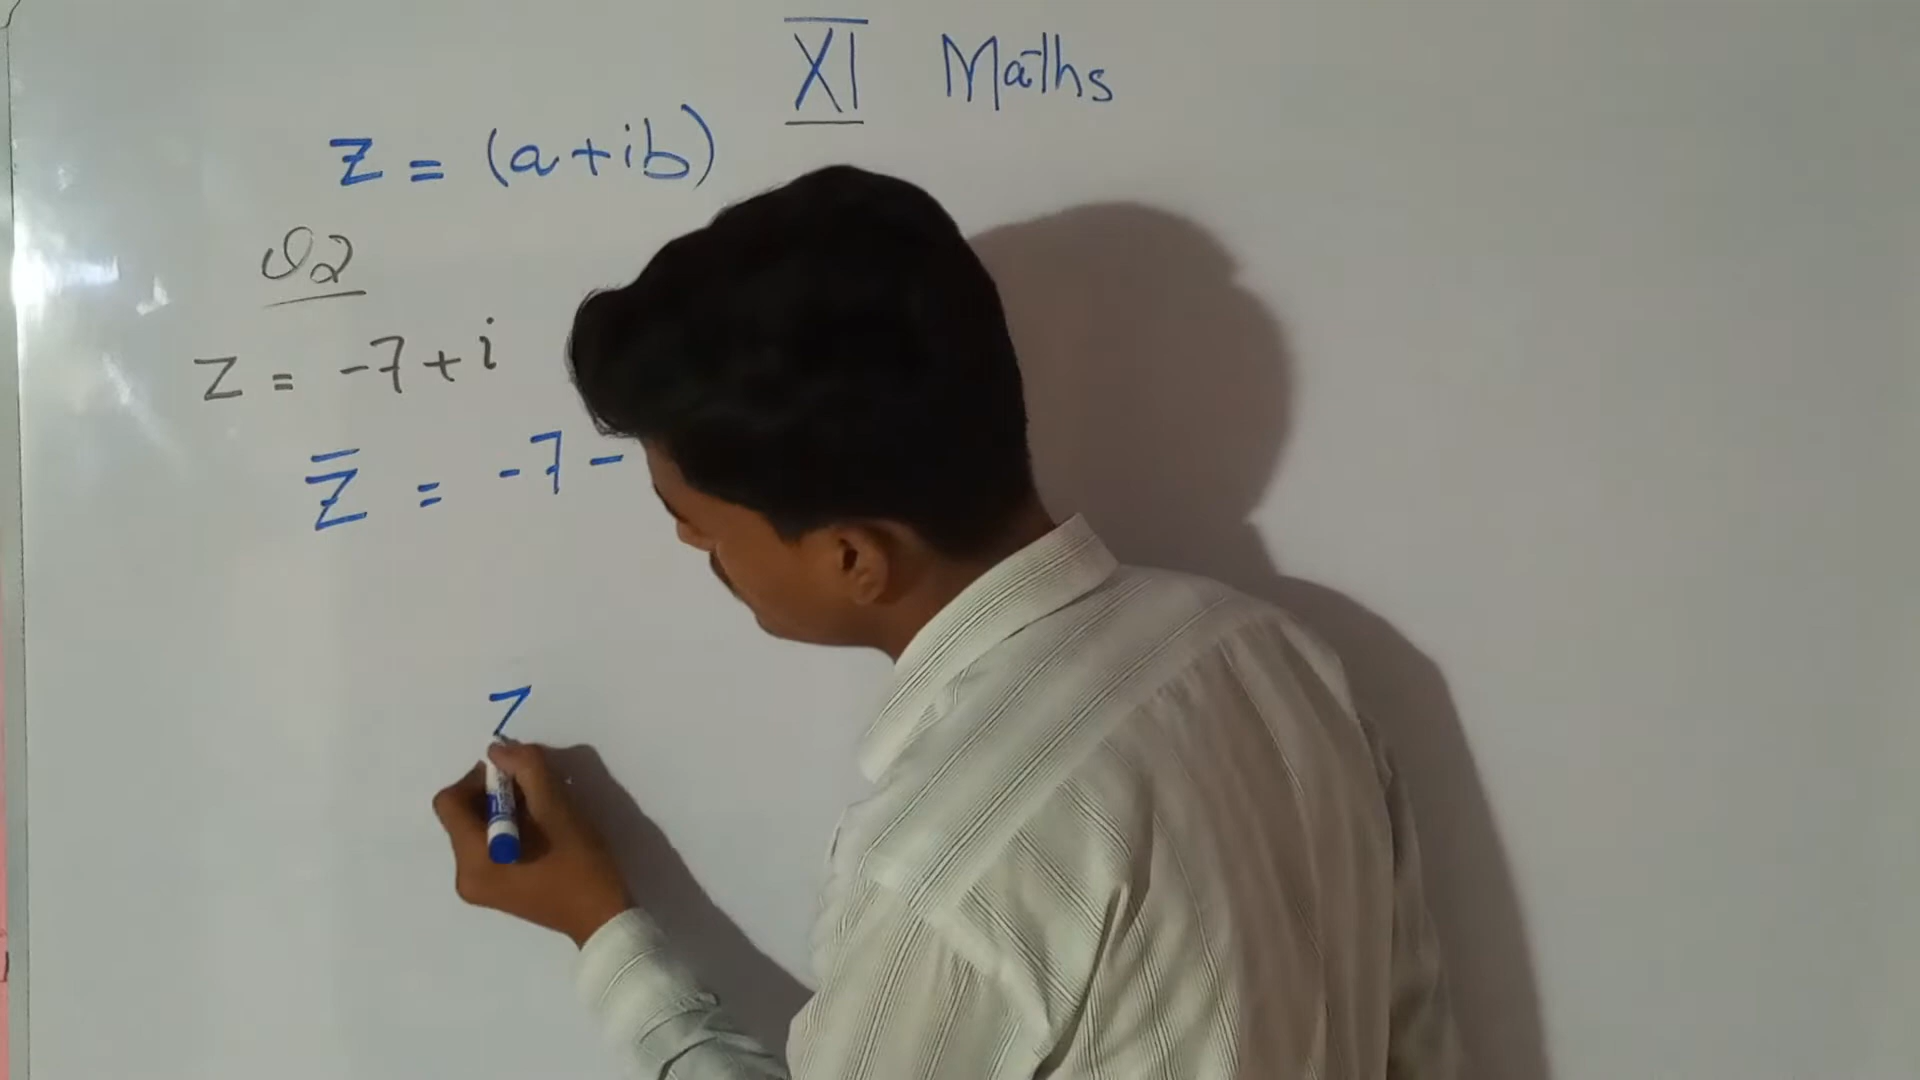 XI Maths
z = (a+ib)
Q2
z = -7+i
z̄ = -7-
Z